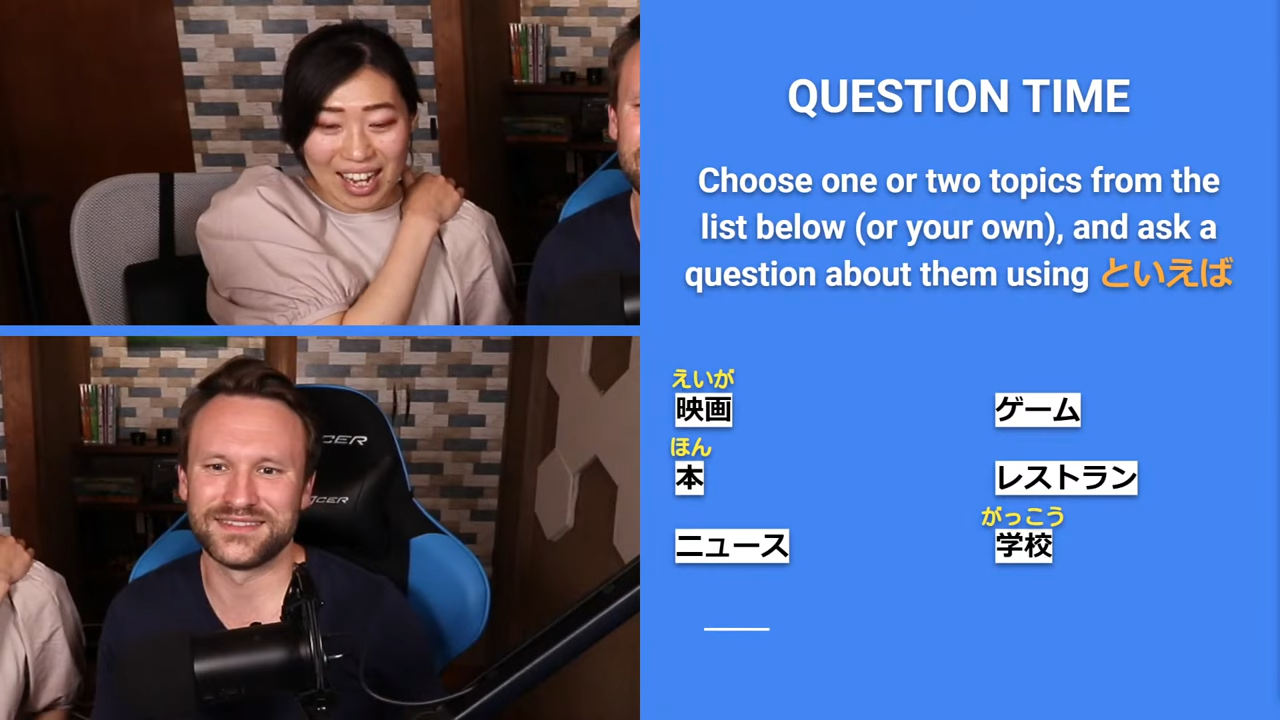 QUESTION TIME
Choose one or two topics from the
list below (or your own), and ask a
question about them using といえば
えいが
映画
ゲーム
ほん
本
レストラン
がっこう
ニュース
学校
CER
CER